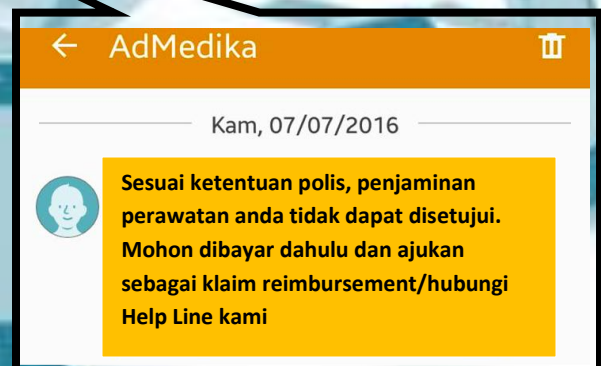 AdMedika
Kam, 07/07/2016
Sesuai ketentuan polis, penjaminan
perawatan anda tidak dapat disetujui.
Mohon dibayar dahulu dan ajukan
sebagai klaim reimbursement/hubungi
Help Line kami